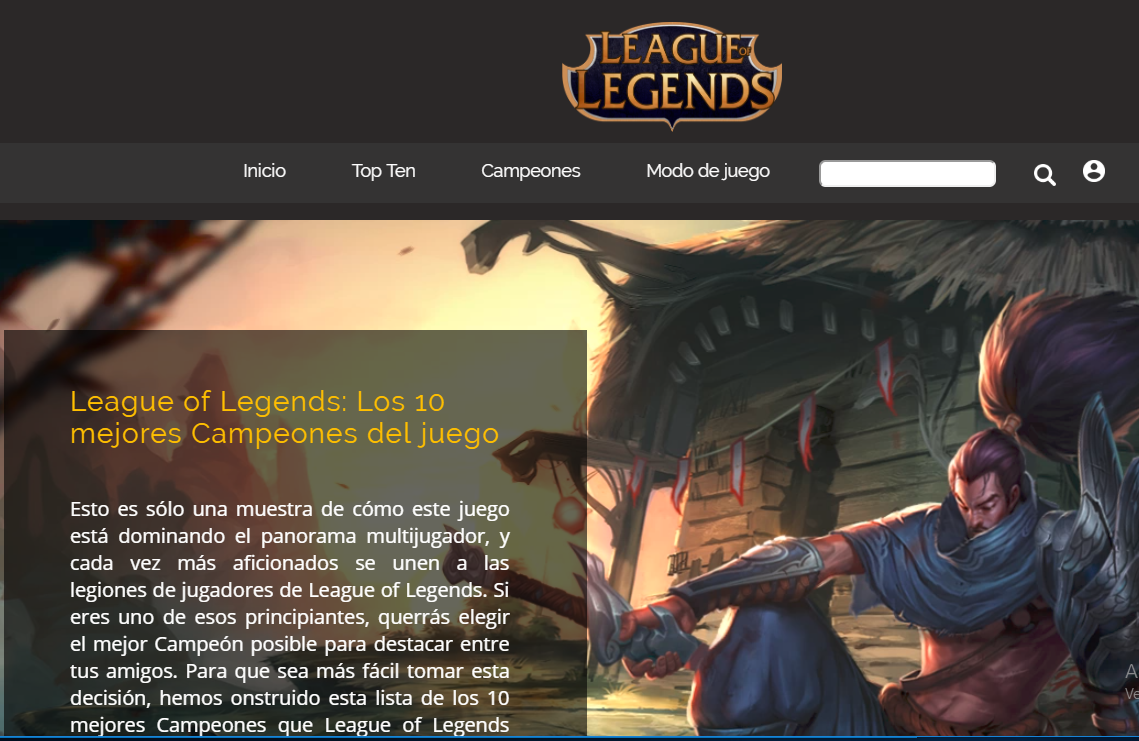 LEAGUE OF
LEGENDS
Inicio Top Ten Campeones Modo de juego
League of Legends: Los 10
mejores Campeones del juego
Esto es sólo una muestra de cómo este juego
está dominando el panorama multijugador, y
cada vez más aficionados se unen a las
legiones de jugadores de League of Legends. Si
eres uno de esos principiantes, querrás elegir
el mejor Campeón posible para destacar entre
tus amigos. Para que sea más fácil tomar esta
decisión, hemos onstruido esta lista de los 10
mejores Campeones que League of Legends